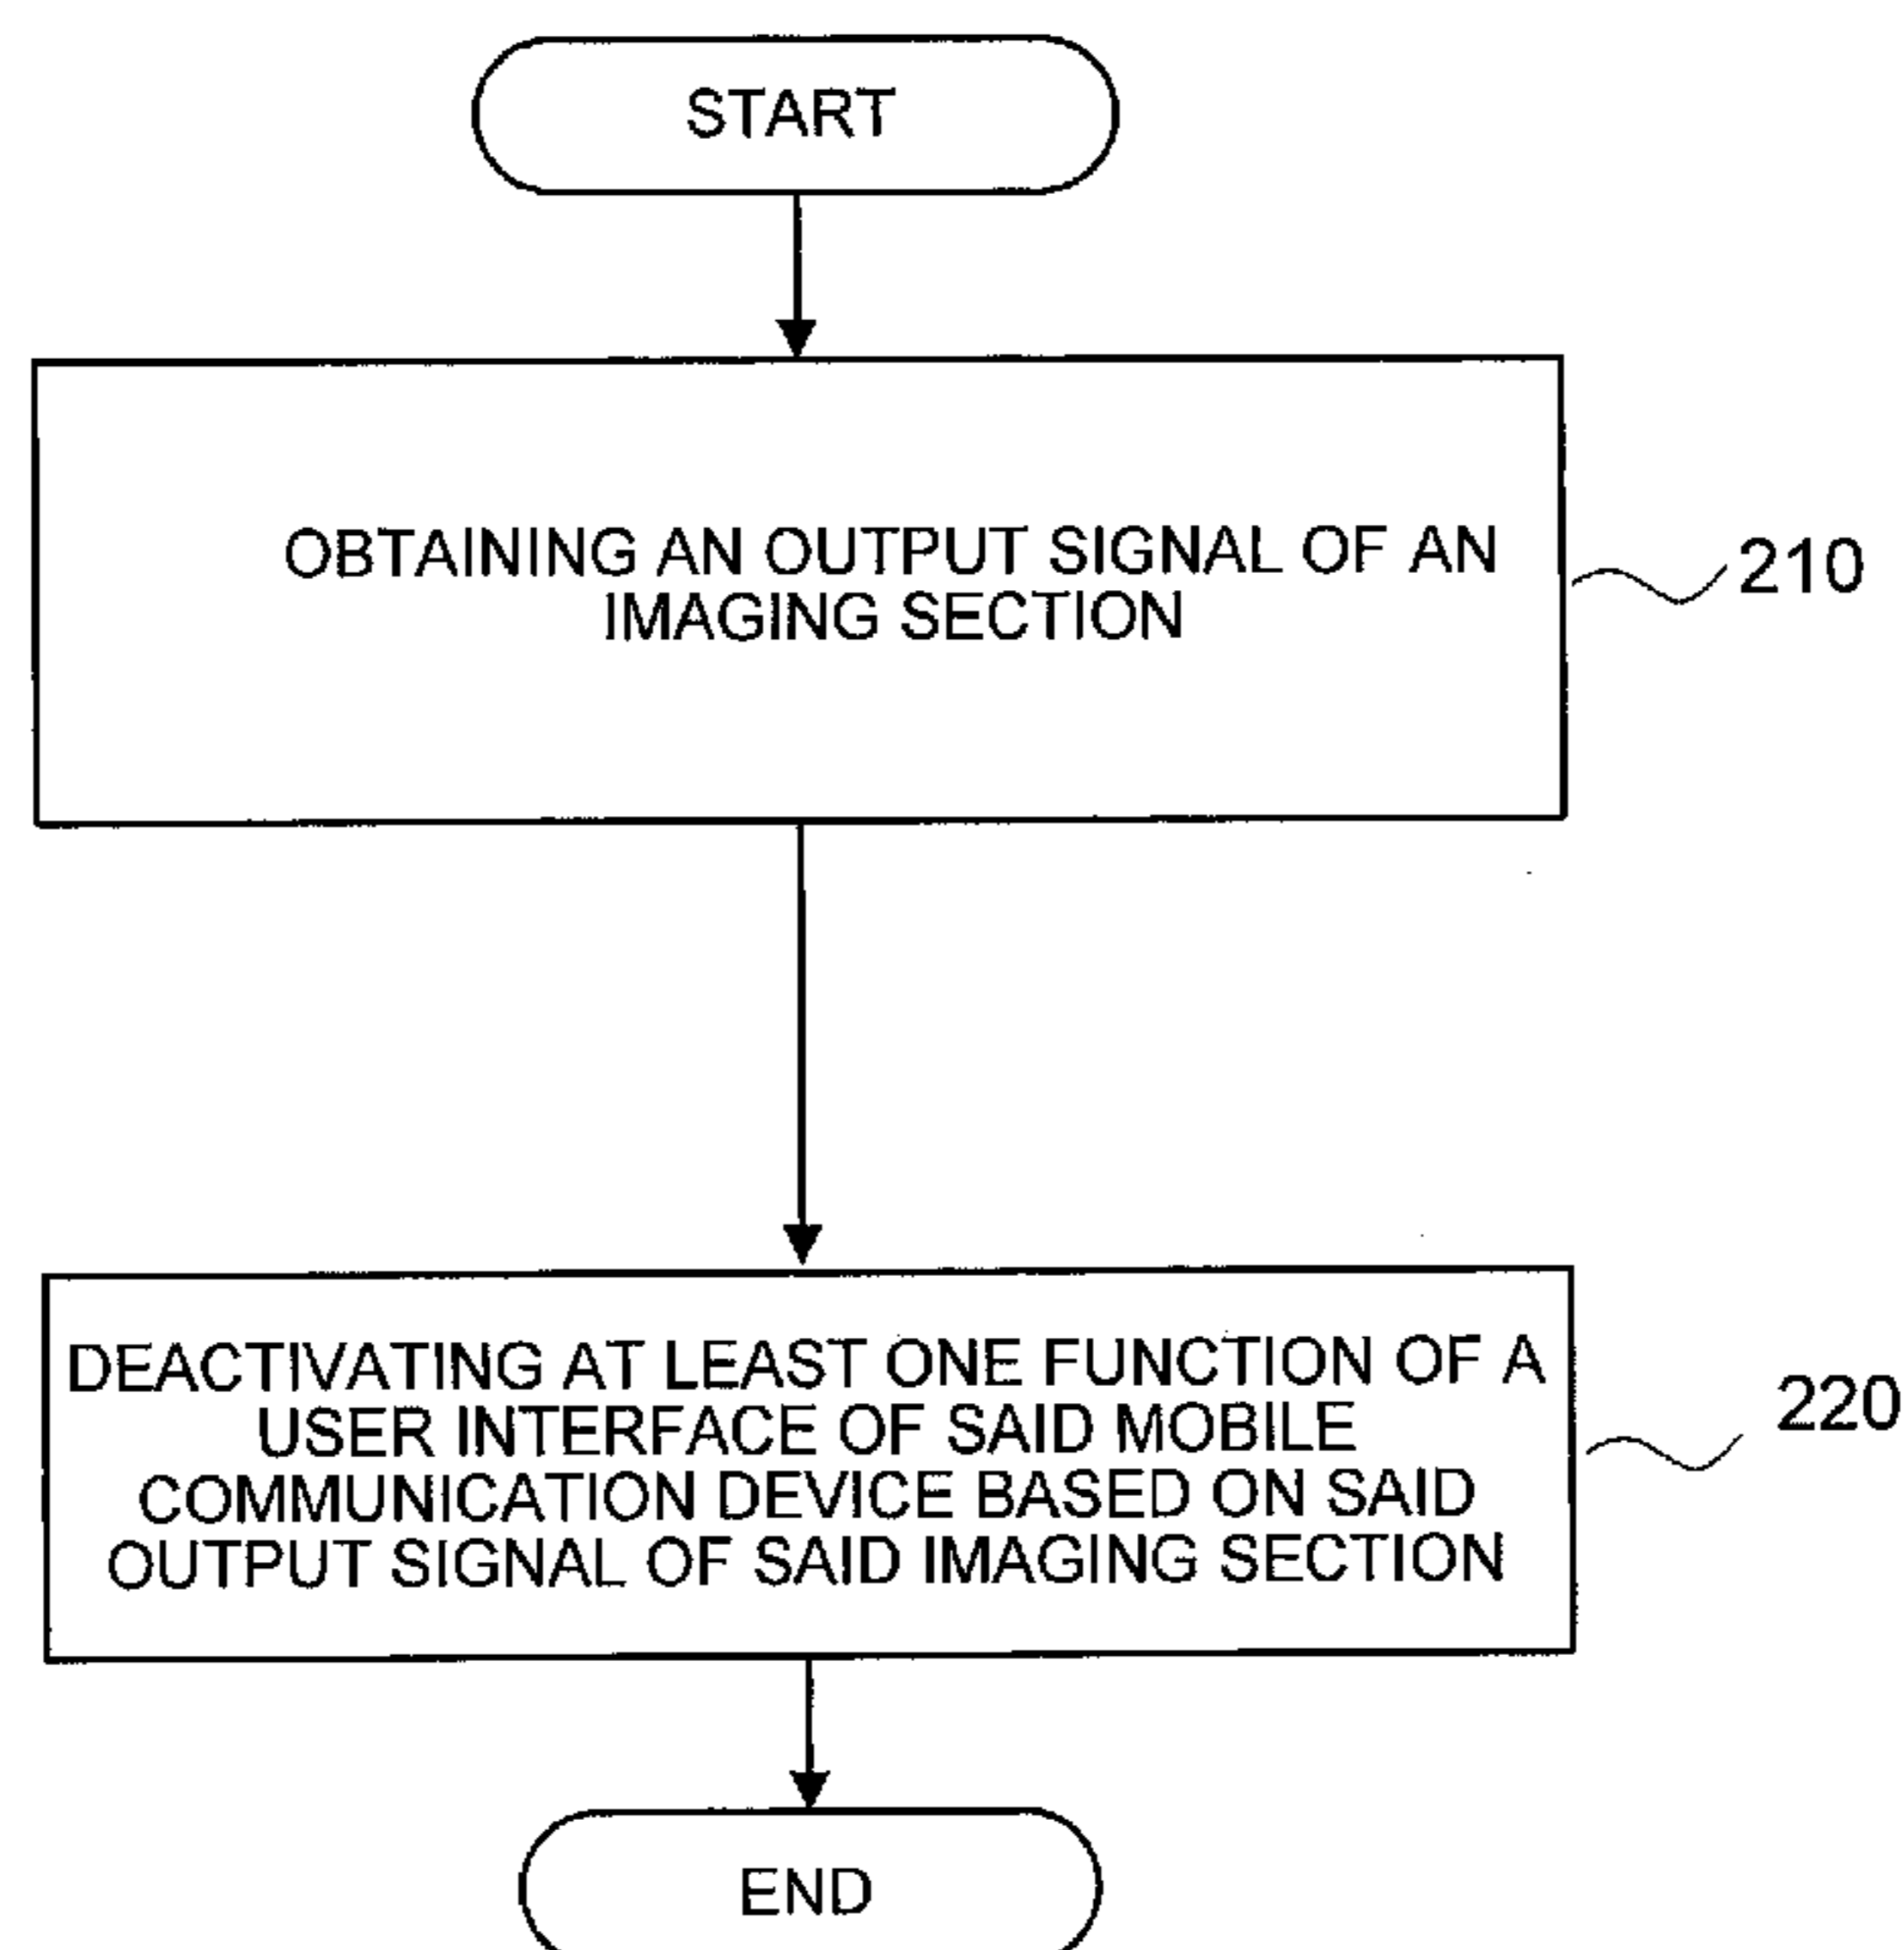 START
OBTAINING AN OUTPUT SIGNAL OF AN
IMAGING SECTION
210
DEACTIVATING AT LEAST ONE FUNCTION OF A
USER INTERFACE OF SAID MOBILE
COMMUNICATION DEVICE BASED ON SAID
OUTPUT SIGNAL OF SAID IMAGING SECTION
220
END